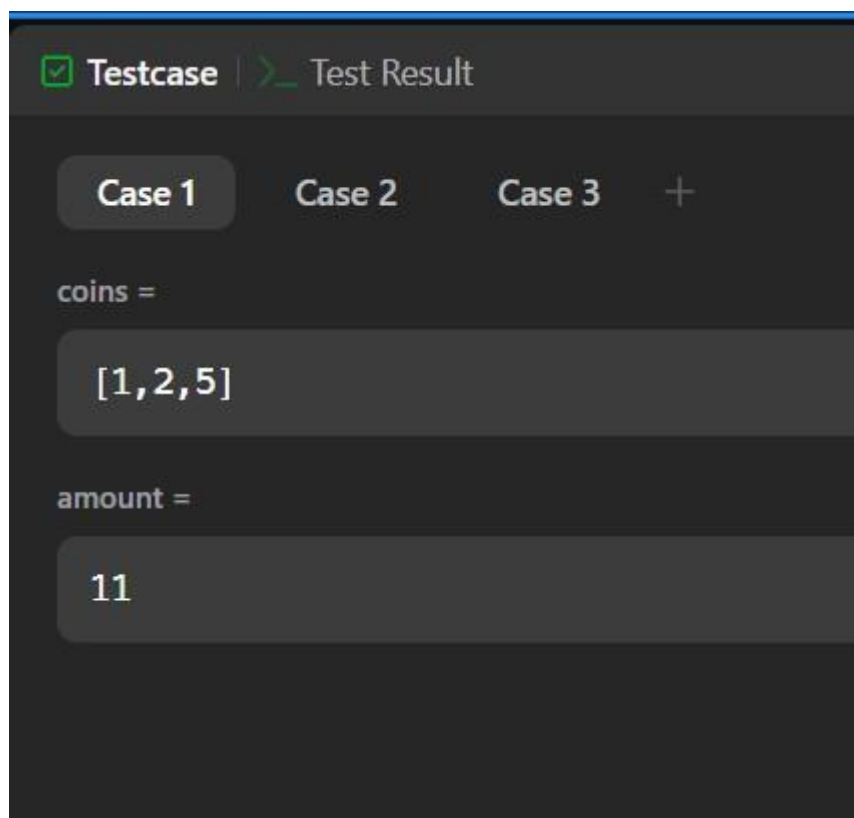 Testcase | >_ Test Result
Case 1 Case 2 Case 3 +
coins =
[1,2,5]
amount =
11